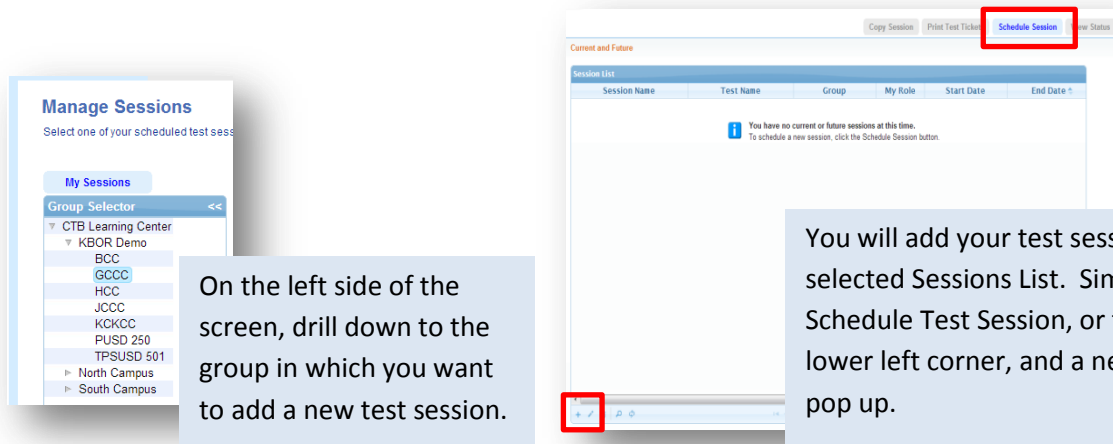 Manage Sessions
Select one of your scheduled test sess
My Sessions
Group Selector <<
CTB Learning Center
KBOR Demo
BCC
GCCC
HCC
JCCC
KCKCC
PUSD 250
TPSUSD 501
North Campus
South Campus
On the left side of the
screen, drill down to the
group in which you want
to add a new test session.
Copy Session Print Test Tickets Schedule Session View Status
Current and Future
Session List
Session Name Test Name Group My Role Start Date End Date
You have no current or future sessions at this time.
To schedule a new session, click the Schedule Session button.
You will add your test sess
selected Sessions List. Sim
Schedule Test Session, or
lower left corner, and a ne
pop up.